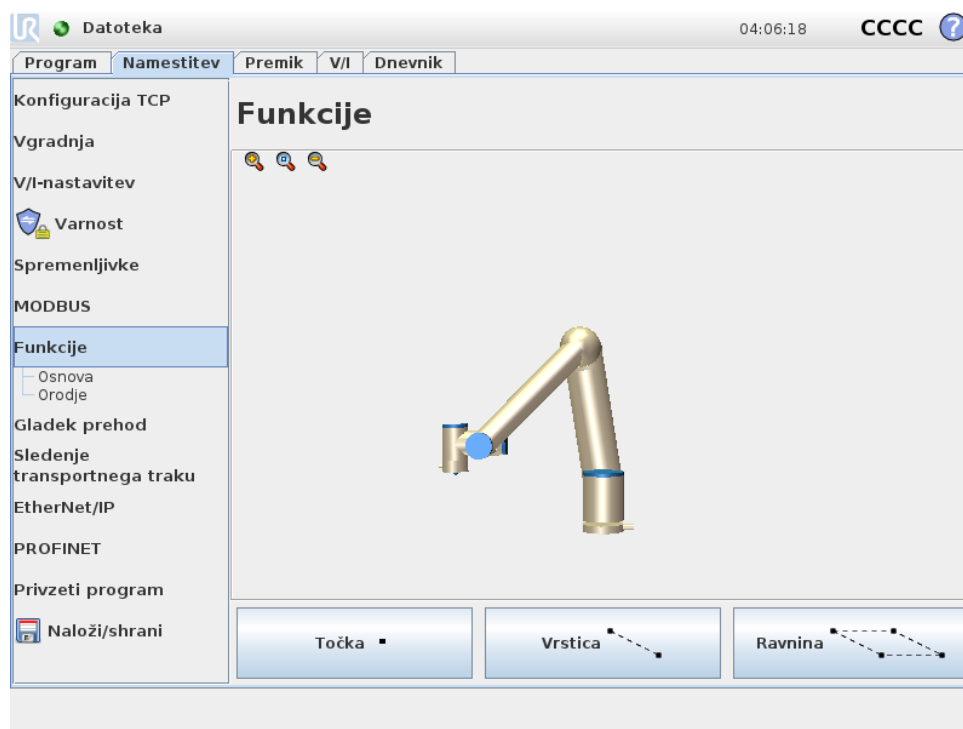 UR Datoteka 04:06:18 CCCC ?
Program Namestitev Premik V/I Dnevnik
Konfiguracija TCP
Vgradnja
V/I-nastavitev
Varnost
Spremenljivke
MODBUS
Funkcije
Osnova
Orodje
Gladek prehod
Sledenje
transportnega traku
EtherNet/IP
PROFINET
Privzeti program
Naloži/shrani
Funkcije
Točka
Vrstica
Ravnina